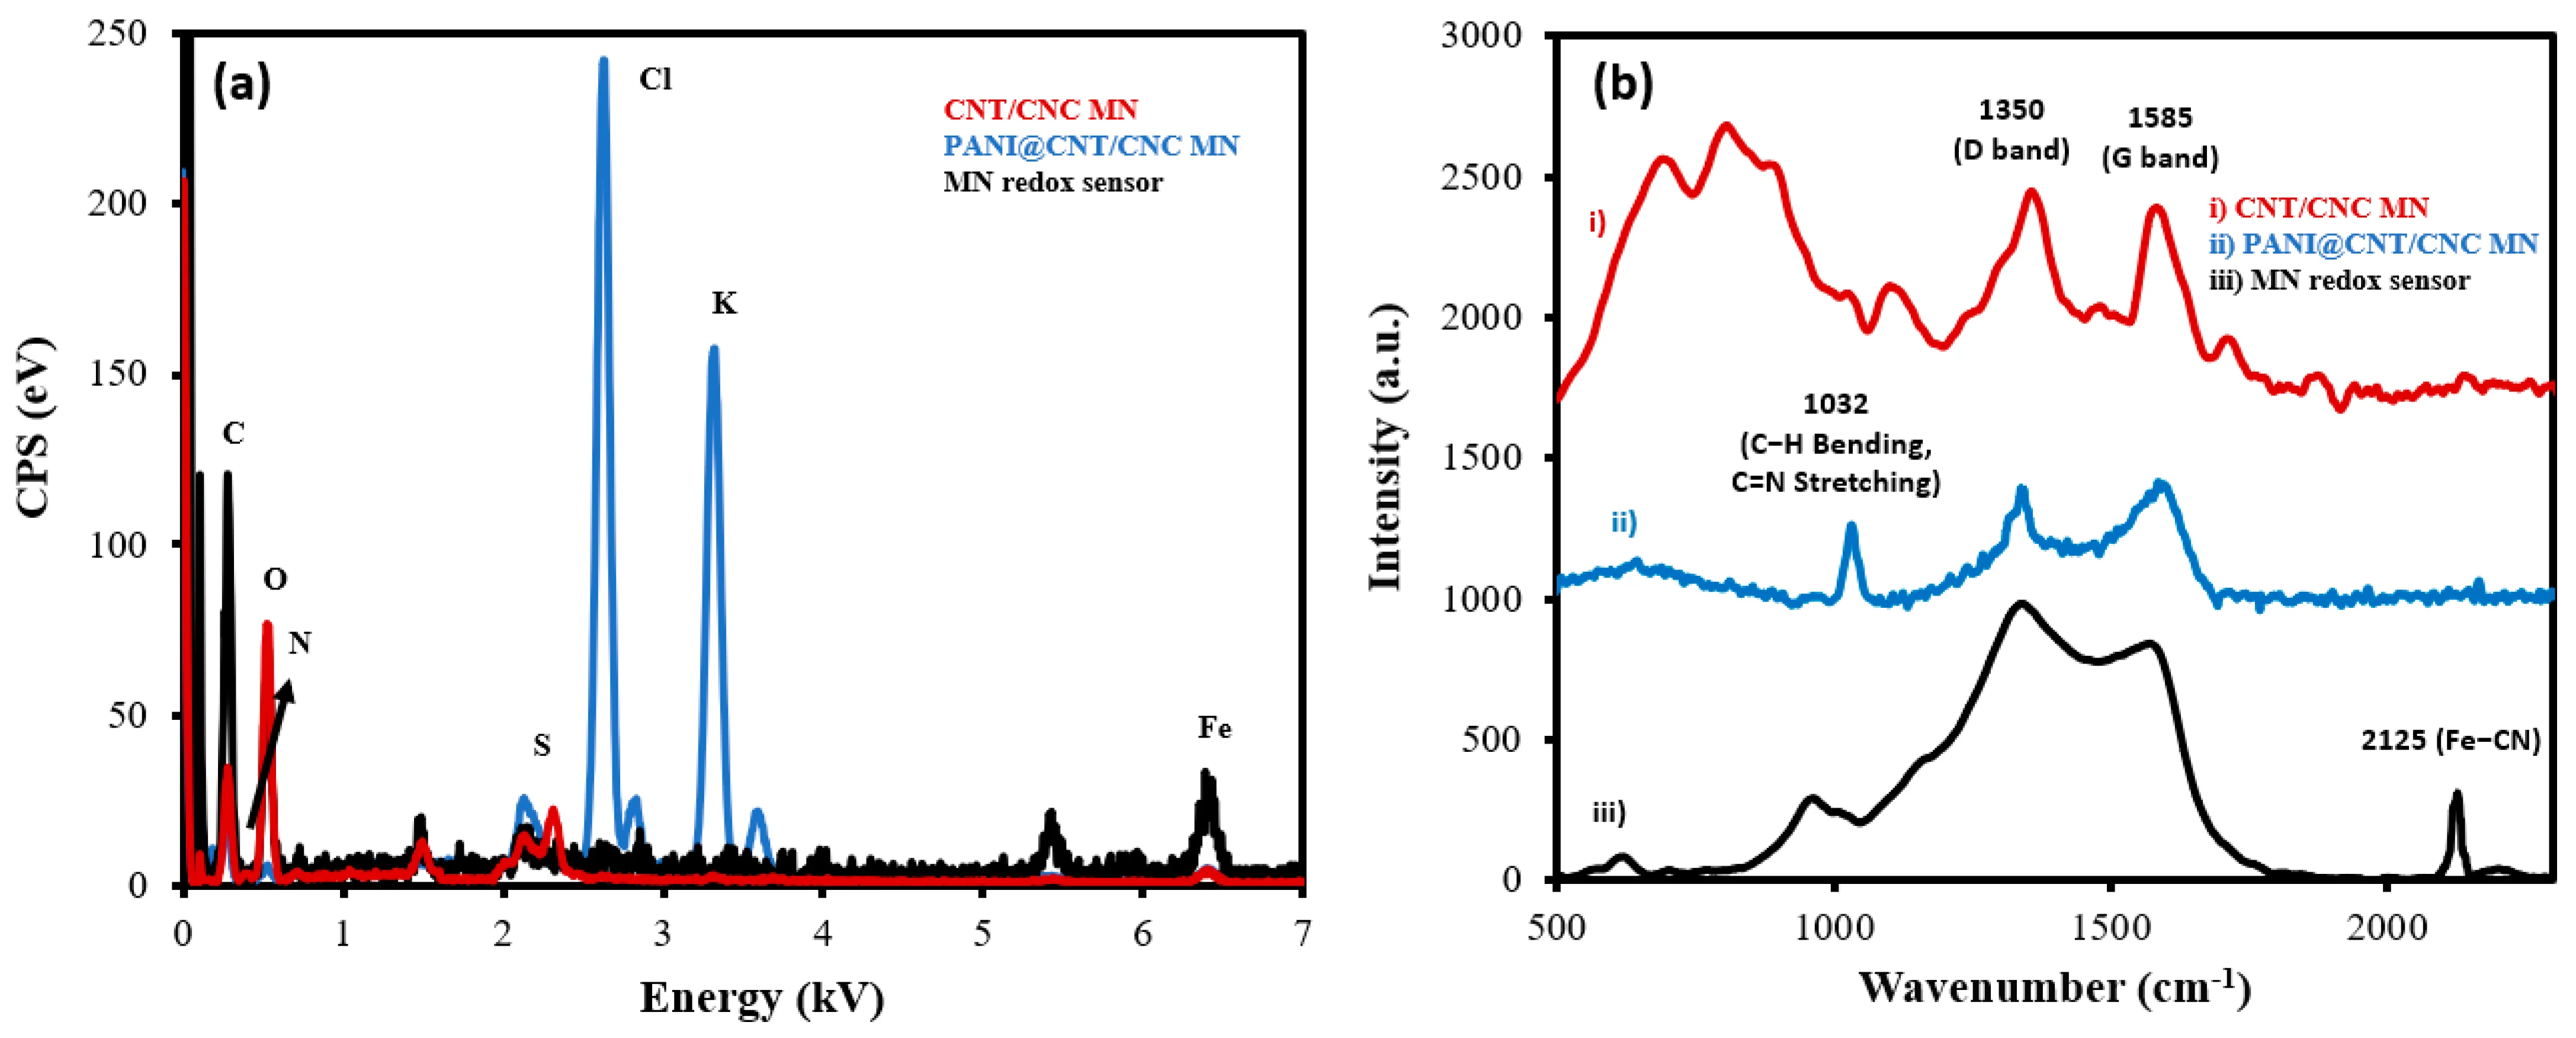 (a)
CNT/CNC MN
PANI@CNT/CNC MN
MN redox sensor
Cl
K
C
O
N
S
Fe
250
200
150
100
50
0
0 1 2 3 4 5 6 7
CPS (eV)
Energy (kV)
(b)
1350
(D band)
1585
(G band)
i) CNT/CNC MN
ii) PANI@CNT/CNC MN
iii) MN redox sensor
i)
1032
(C−H Bending,
C=N Stretching)
ii)
2125 (Fe−CN)
iii)
3000
2500
2000
1500
1000
500
0
500 1000 1500 2000
Intensity (a.u.)
Wavenumber (cm⁻¹)